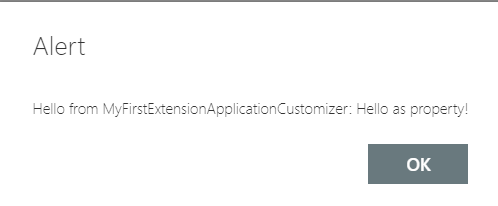 Alert
Hello from MyFirstExtensionApplicationCustomizer: Hello as property!
OK